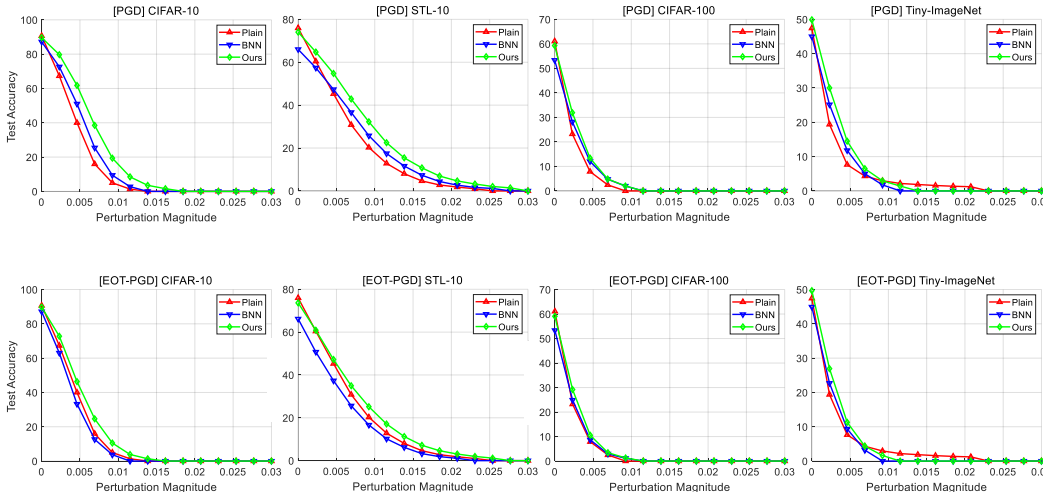 [PGD] CIFAR-10
100
80
60
40
20
0
Test Accuracy
0 0.005 0.01 0.015 0.02 0.025 0.03
Perturbation Magnitude
Plain
BNN
Ours
[PGD] STL-10
80
60
40
20
0
0 0.005 0.01 0.015 0.02 0.025 0.03
Perturbation Magnitude
Plain
BNN
Ours
[PGD] CIFAR-100
70
60
50
40
30
20
10
0
0 0.005 0.01 0.015 0.02 0.025 0.03
Perturbation Magnitude
Plain
BNN
Ours
[PGD] Tiny-ImageNet
50
40
30
20
10
0
0 0.005 0.01 0.015 0.02 0.025 0.03
Perturbation Magnitude
Plain
BNN
Ours
[EOT-PGD] CIFAR-10
100
80
60
40
20
0
Test Accuracy
0 0.005 0.01 0.015 0.02 0.025 0.03
Perturbation Magnitude
Plain
BNN
Ours
[EOT-PGD] STL-10
80
60
40
20
0
0 0.005 0.01 0.015 0.02 0.025 0.03
Perturbation Magnitude
Plain
BNN
Ours
[EOT-PGD] CIFAR-100
70
60
50
40
30
20
10
0
0 0.005 0.01 0.015 0.02 0.025 0.03
Perturbation Magnitude
Plain
BNN
Ours
[EOT-PGD] Tiny-ImageNet
50
40
30
20
10
0
0 0.005 0.01 0.015 0.02 0.025 0.03
Perturbation Magnitude
Plain
BNN
Ours